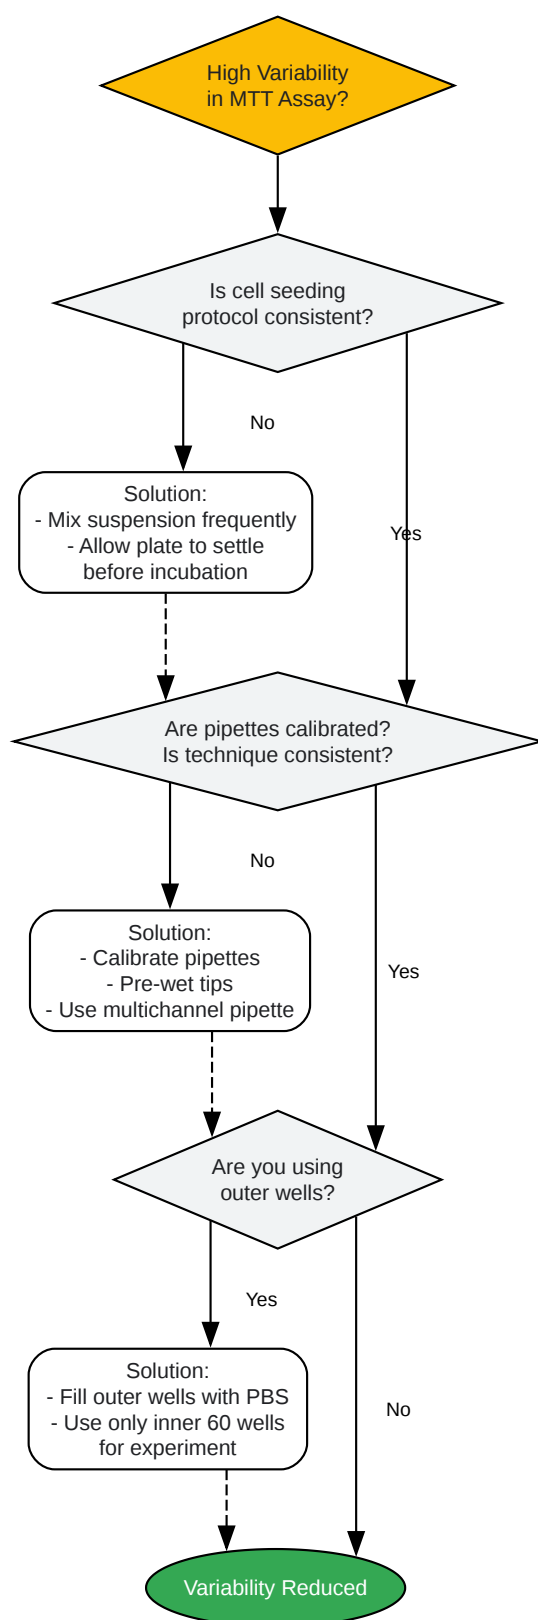 High Variability
in MTT Assay?
Is cell seeding
protocol consistent?
No
Solution:
- Mix suspension frequently
- Allow plate to settle
before incubation
Yes
Are pipettes calibrated?
Is technique consistent?
No
Solution:
- Calibrate pipettes
- Pre-wet tips
- Use multichannel pipette
Yes
Are you using
outer wells?
Yes
Solution:
- Fill outer wells with PBS
- Use only inner 60 wells
for experiment
No
Variability Reduced